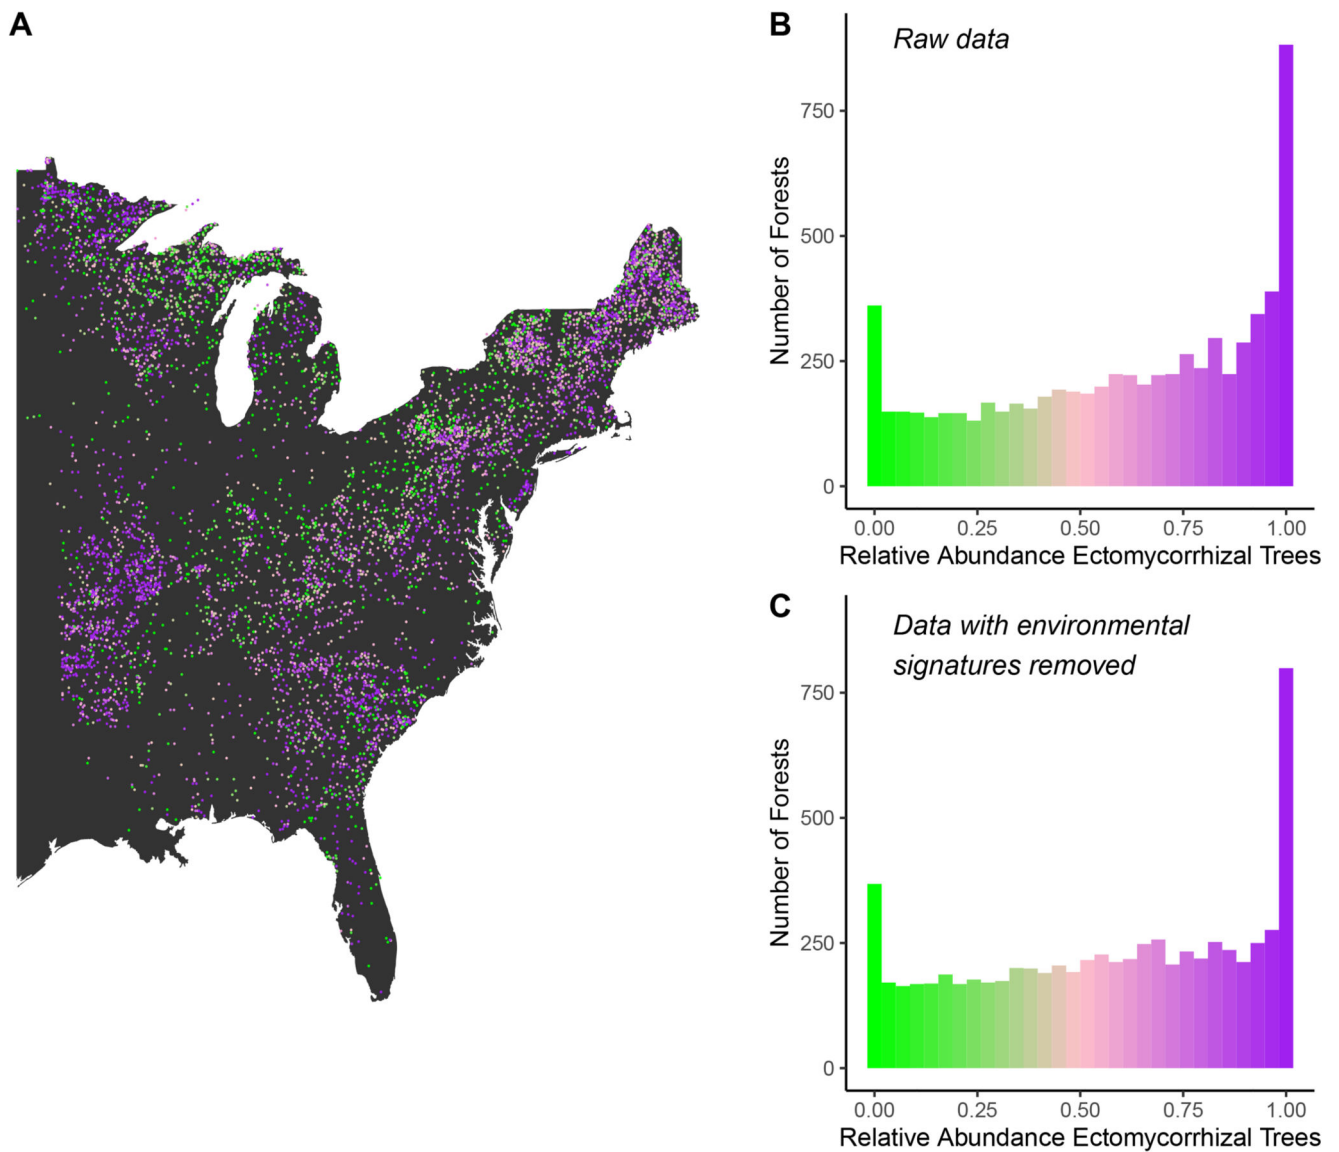 A
B
Raw data
Number of Forests
750
500
250
0
0.00 0.25 0.50 0.75 1.00
Relative Abundance Ectomycorrhizal Trees
C
Data with environmental
signatures removed
Number of Forests
750
500
250
0
0.00 0.25 0.50 0.75 1.00
Relative Abundance Ectomycorrhizal Trees